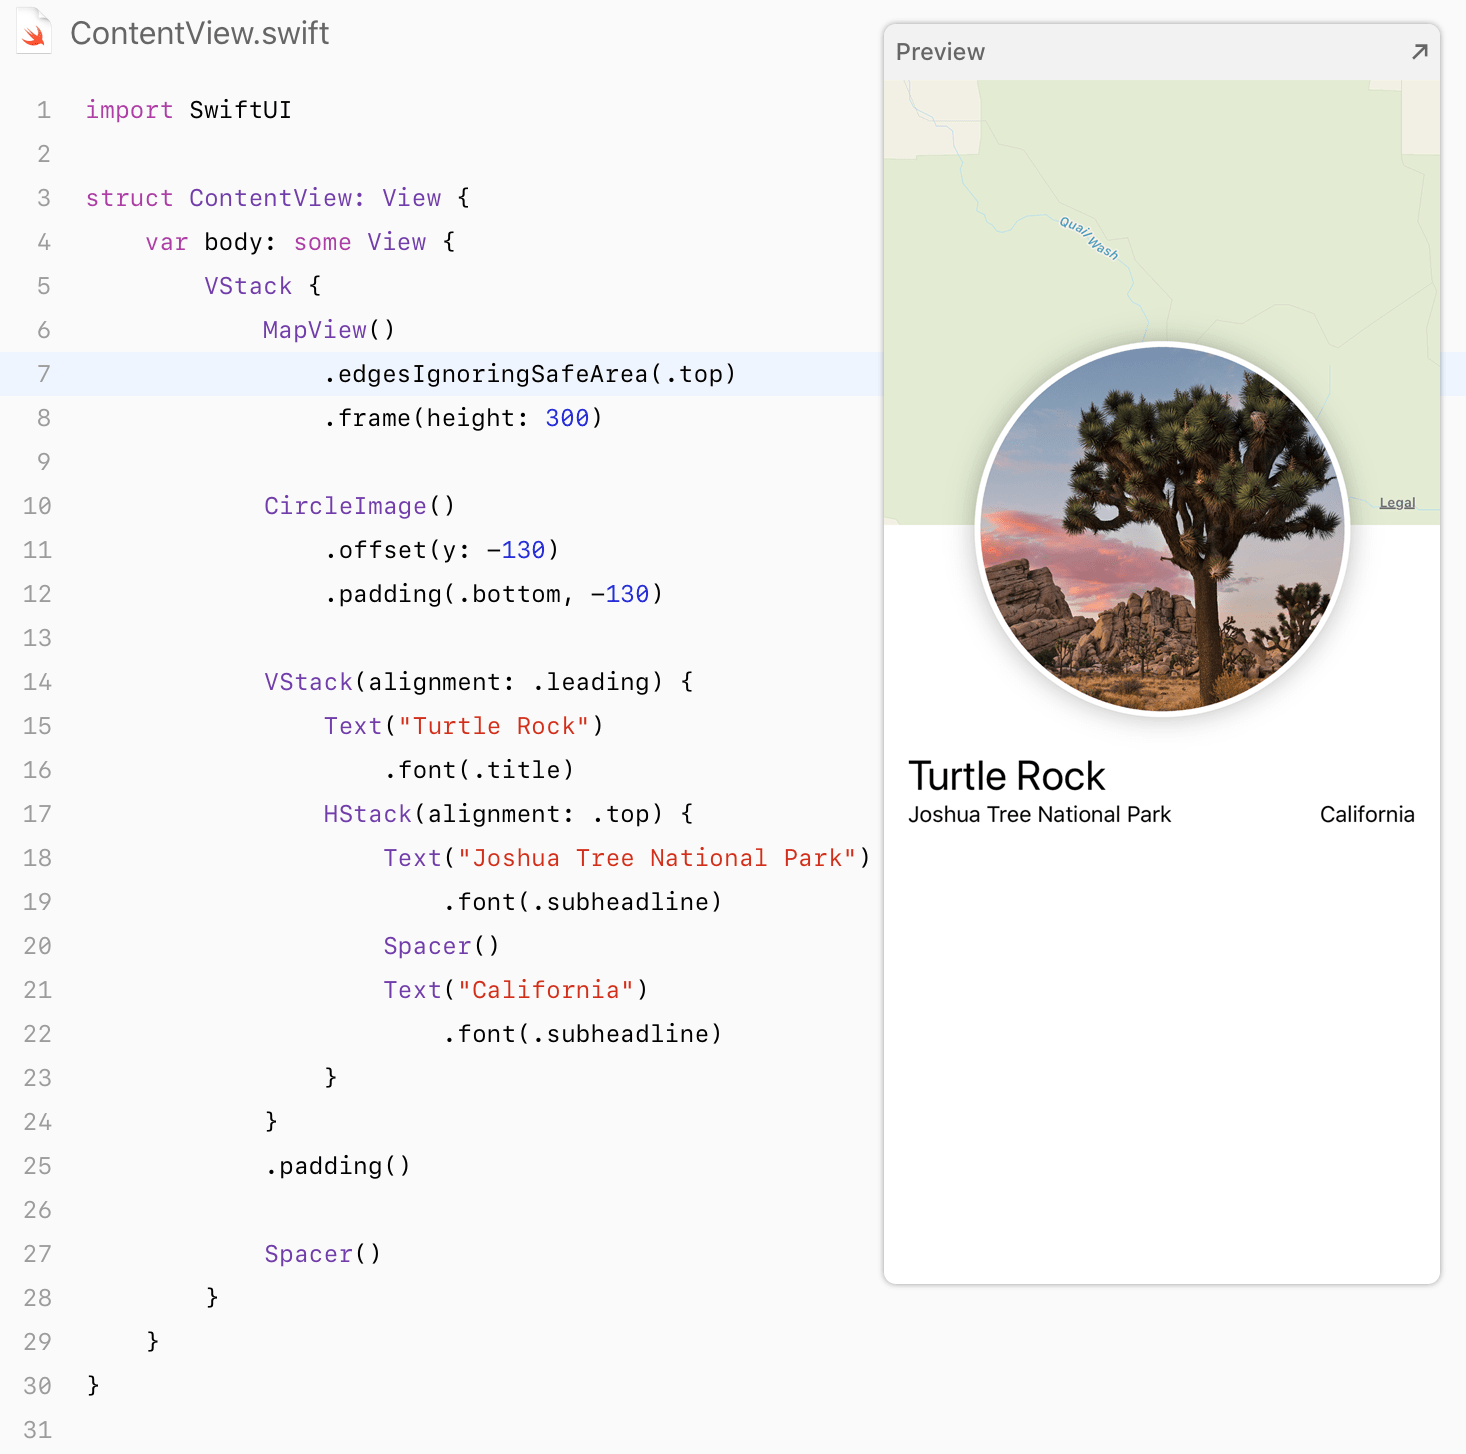 ContentView.swift
1 import SwiftUI
2
3 struct ContentView: View {
4     var body: some View {
5         VStack {
6             MapView()
7                 .edgesIgnoringSafeArea(.top)
8                 .frame(height: 300)
9
10             CircleImage()
11                 .offset(y: -130)
12                 .padding(.bottom, -130)
13
14             VStack(alignment: .leading) {
15                 Text("Turtle Rock")
16                     .font(.title)
17                 HStack(alignment: .top) {
18                     Text("Joshua Tree National Park")
19                         .font(.subheadline)
20                     Spacer()
21                     Text("California")
22                         .font(.subheadline)
23                 }
24             }
25             .padding()
26
27             Spacer()
28         }
29     }
30 }
31
Preview
Quail Wash
Legal
Turtle Rock
Joshua Tree National Park California